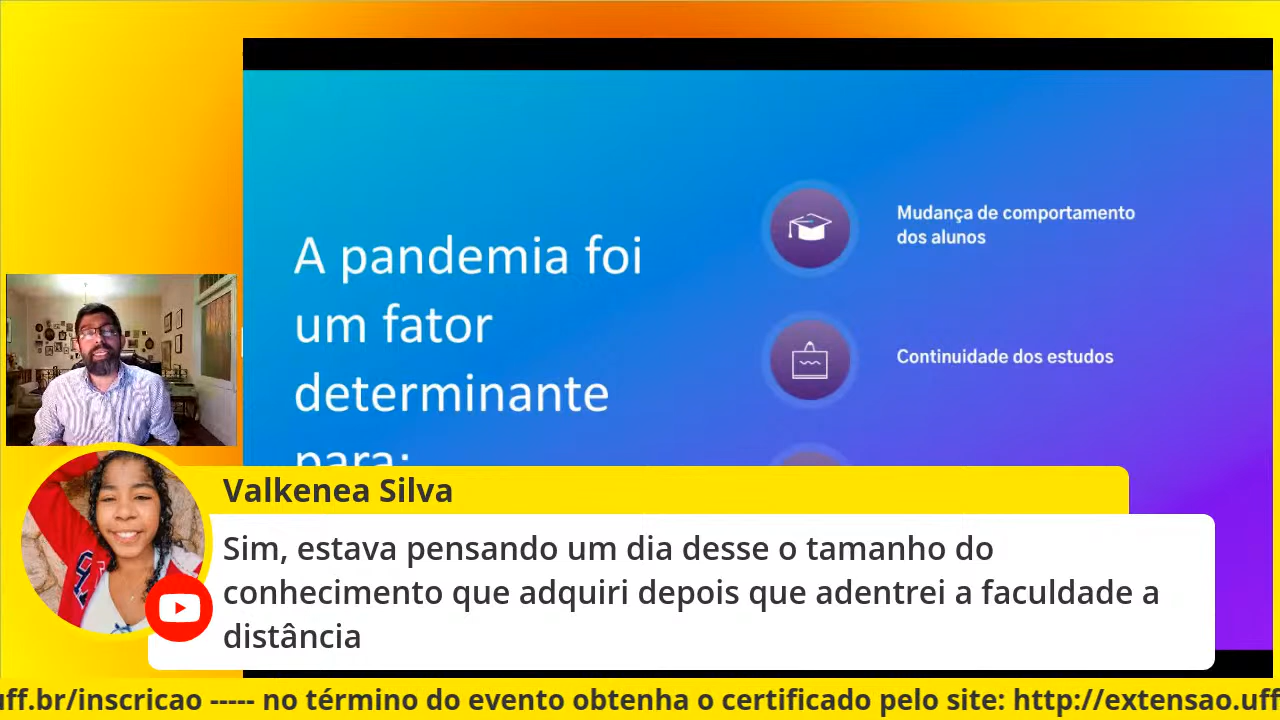 A pandemia foi
um fator
determinante
para:
Mudança de comportamento
dos alunos
Continuidade dos estudos
Valkenea Silva
Sim, estava pensando um dia desse o tamanho do
conhecimento que adquiri depois que adentrei a faculdade a
distância
uff.br/inscricao ----- no término do evento obtenha o certificado pelo site: http://extensao.uff